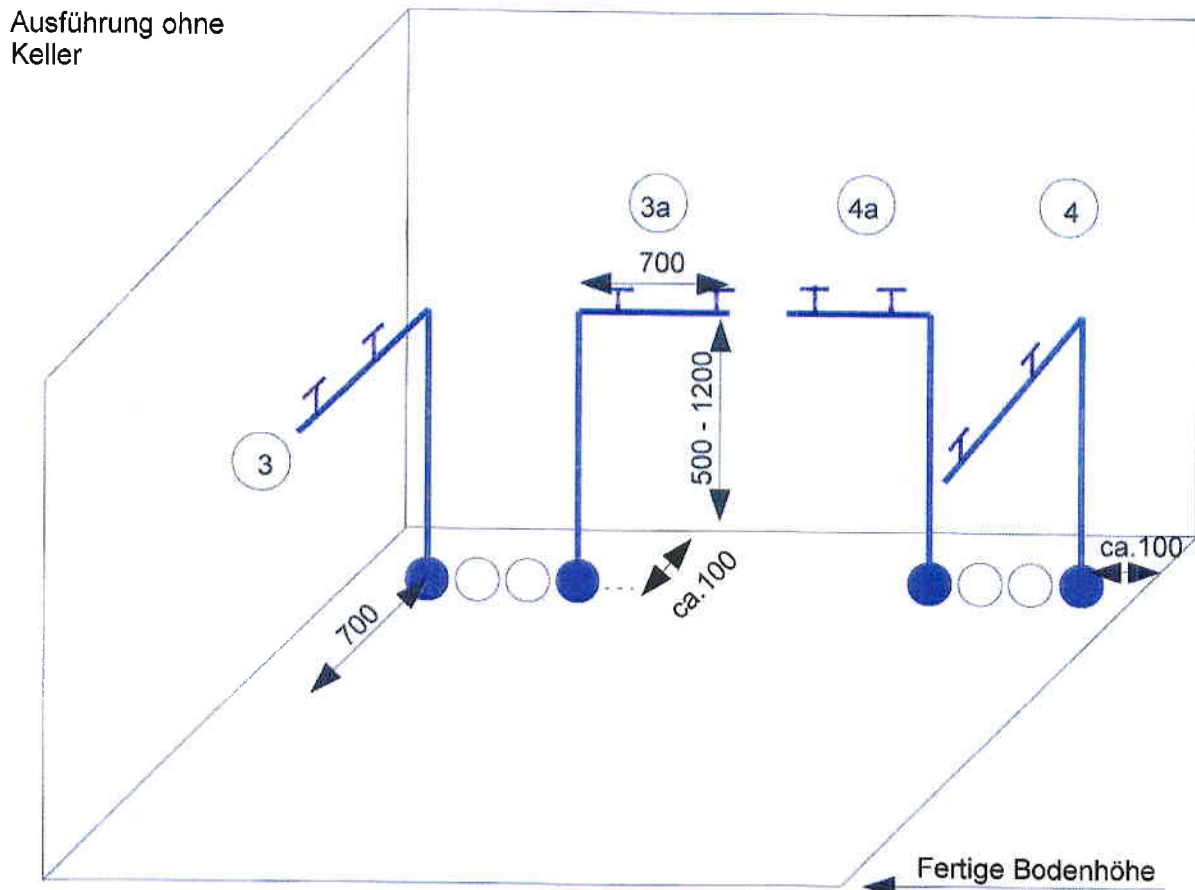 Ausführung ohne
Keller
3a
4a
4
700
500 - 1200
3
ca.100
ca.100
700
Fertige Bodenhöhe